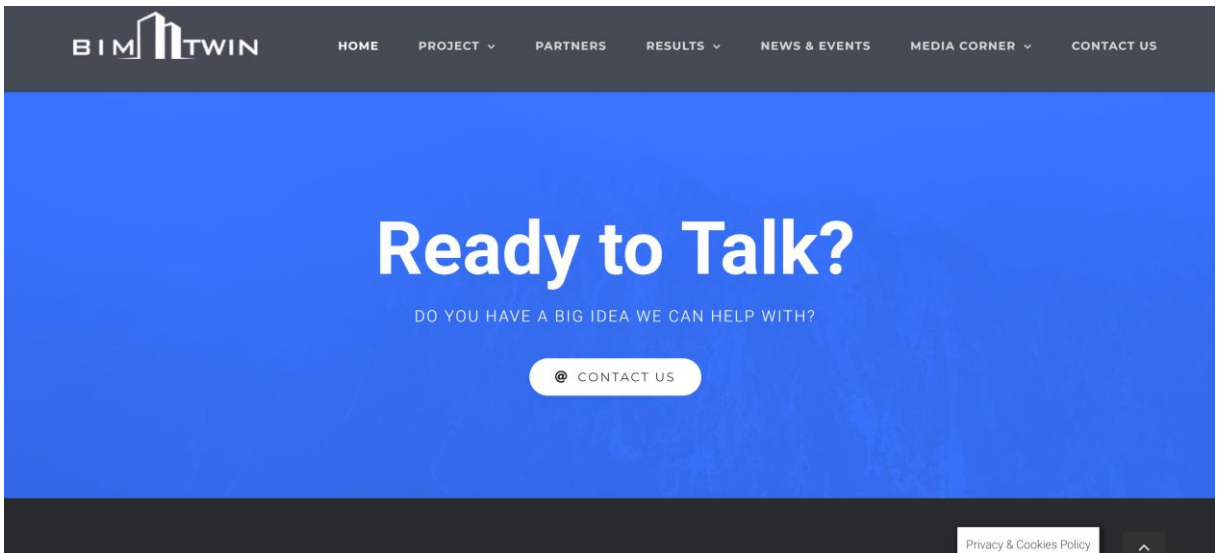 BIM TWIN
HOME PROJECT PARTNERS RESULTS NEWS & EVENTS MEDIA CORNER CONTACT US
Ready to Talk?
DO YOU HAVE A BIG IDEA WE CAN HELP WITH?
@ CONTACT US
Privacy & Cookies Policy